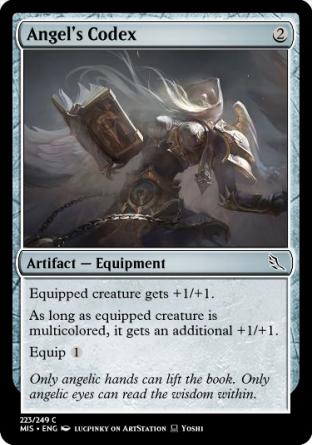 Angel's Codex 2
Artifact — Equipment
Equipped creature gets +1/+1.
As long as equipped creature is
multicolored, it gets an additional +1/+1.
Equip 1
Only angelic hands can lift the book. Only
angelic eyes can read the wisdom within.
223/249 C
MIS • ENG LUCPINKY ON ARTSTATION Yoshi